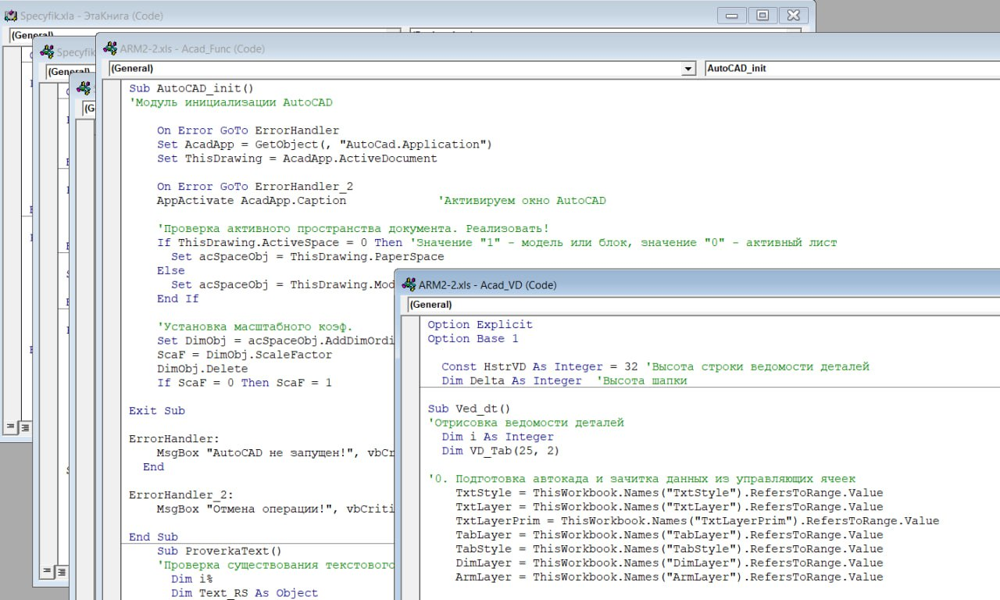 Specyfik.xla - ЭтаКнига (Code)
(General)
Specyfik
(General)
(G
ARM2-2.xls - Acad_Func (Code)
(General)
AutoCAD_init
Sub AutoCAD_init()
'Модуль инициализации AutoCAD
On Error GoTo ErrorHandler
Set AcadApp = GetObject(, "AutoCad.Application")
Set ThisDrawing = AcadApp.ActiveDocument
On Error GoTo ErrorHandler_2
AppActivate AcadApp.Caption 'Активируем окно AutoCAD
'Проверка активного пространства документа. Реализовать!
If ThisDrawing.ActiveSpace = 0 Then 'Значение "1" - модель или блок, значение "0" - активный лист
Set acSpaceObj = ThisDrawing.PaperSpace
Else
Set acSpaceObj = ThisDrawing.Mod
End If
'Установка масштабного коэф.
Set DimObj = acSpaceObj.AddDimOrdi
ScaF = DimObj.ScaleFactor
DimObj.Delete
If ScaF = 0 Then ScaF = 1
Exit Sub
ErrorHandler:
MsgBox "AutoCAD не запущен!", vbCr
End
ErrorHandler_2:
MsgBox "Отмена операции!", vbCriti
End Sub
Sub ProverkaText()
'Проверка существования текстового
Dim i%
Dim Text_RS As Object
ARM2-2.xls - Acad_VD (Code)
(General)
Option Explicit
Option Base 1
Const HstrVD As Integer = 32 'Высота строки ведомости деталей
Dim Delta As Integer 'Высота шапки
Sub Ved_dt()
'Отрисовка ведомости деталей
Dim i As Integer
Dim VD_Tab(25, 2)
'0. Подготовка автокада и зачитка данных из управляющих ячеек
TxtStyle = ThisWorkbook.Names("TxtStyle").RefersToRange.Value
TxtLayer = ThisWorkbook.Names("TxtLayer").RefersToRange.Value
TxtLayerPrim = ThisWorkbook.Names("TxtLayerPrim").RefersToRange.Value
TabLayer = ThisWorkbook.Names("TabLayer").RefersToRange.Value
TabStyle = ThisWorkbook.Names("TabStyle").RefersToRange.Value
DimLayer = ThisWorkbook.Names("DimLayer").RefersToRange.Value
ArmLayer = ThisWorkbook.Names("ArmLayer").RefersToRange.Value